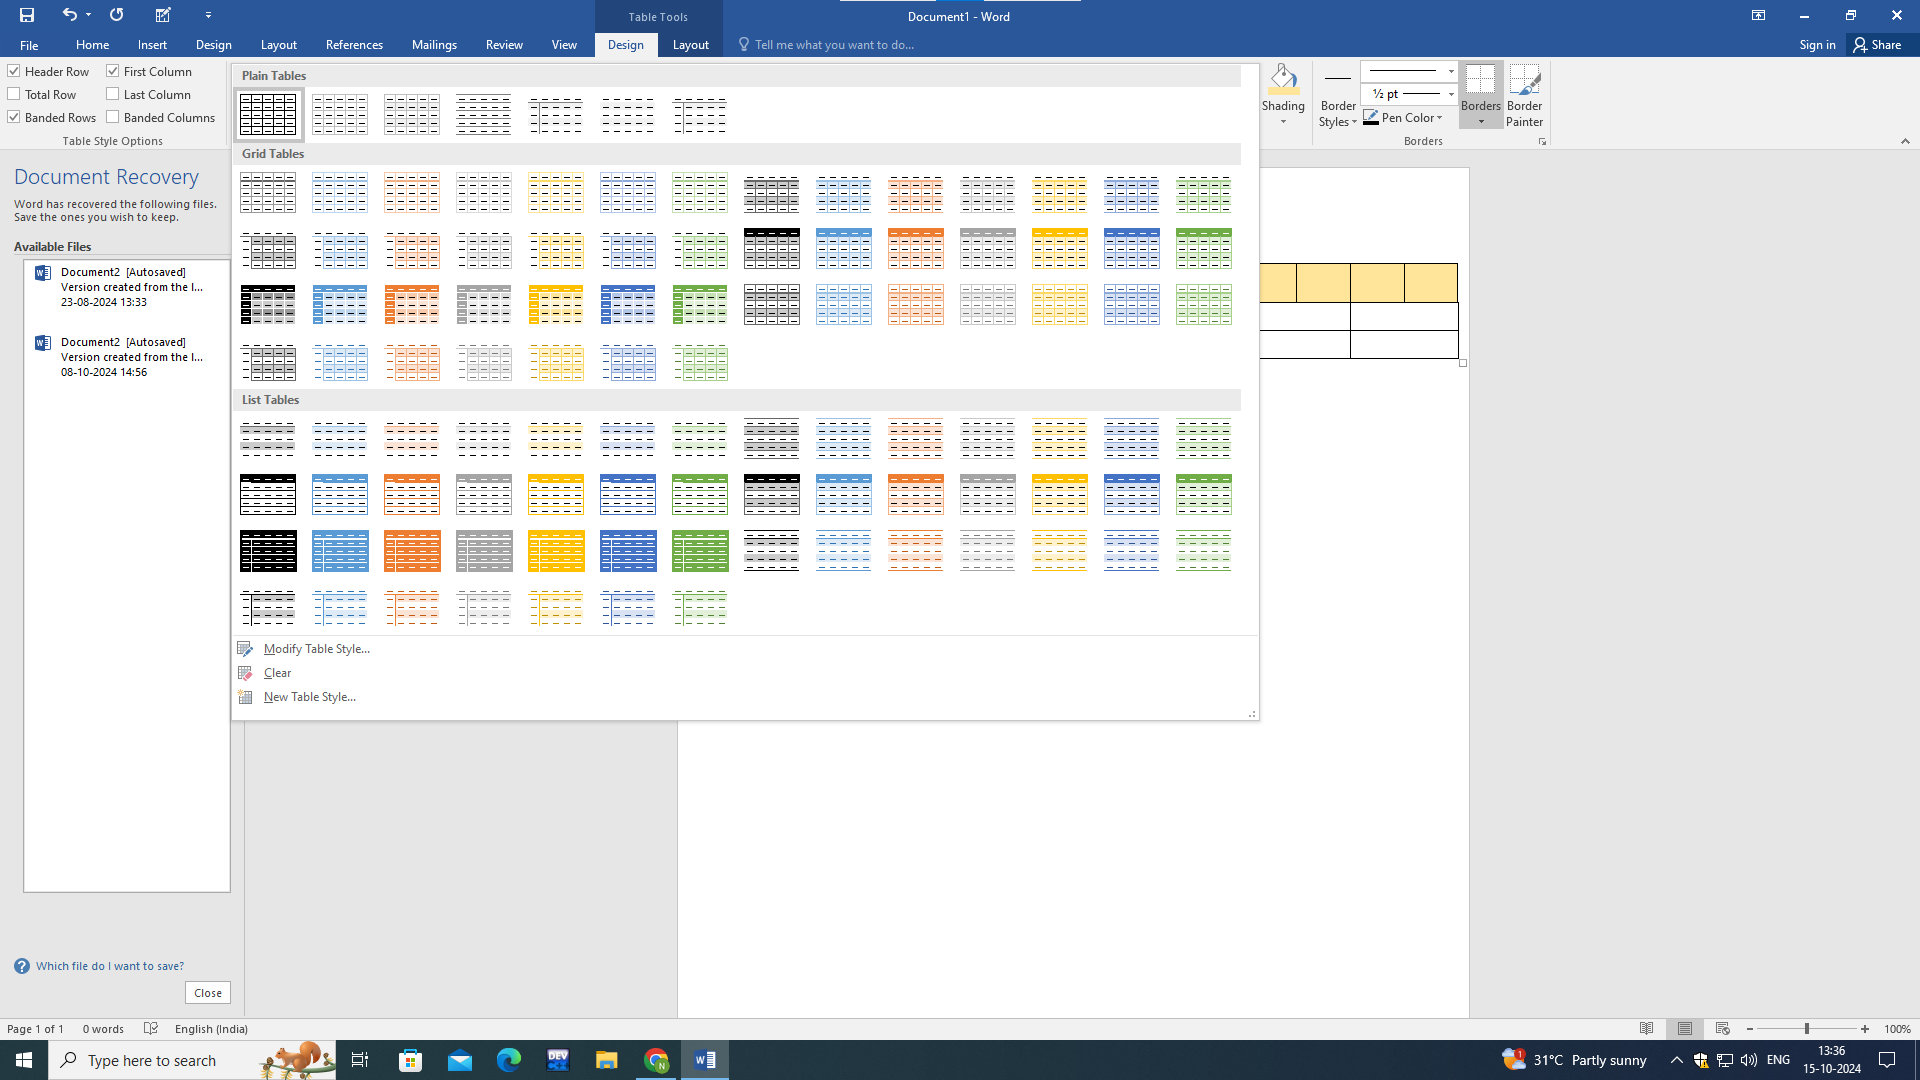 Table Tools
Document1 - Word
File
Home
Insert
Design
Layout
References
Mailings
Review
View
Design
Layout
Tell me what you want to do...
Sign in
Share
Header Row
First Column
Total Row
Last Column
Banded Rows
Banded Columns
Table Style Options
Plain Tables
Grid Tables
List Tables
Modify Table Style...
Clear
New Table Style...
Shading
Border
Styles
½ pt
Pen Color
Borders
Border
Painter
Borders
Document Recovery
Word has recovered the following files.
Save the ones you wish to keep.
Available Files
Document2 [Autosaved]
Version created from the l...
23-08-2024 13:33
Document2 [Autosaved]
Version created from the l...
08-10-2024 14:56
Which file do I want to save?
Close
Page 1 of 1
0 words
English (India)
100%
Type here to search
DEV
1
31°C Partly sunny
ENG
13:36
15-10-2024